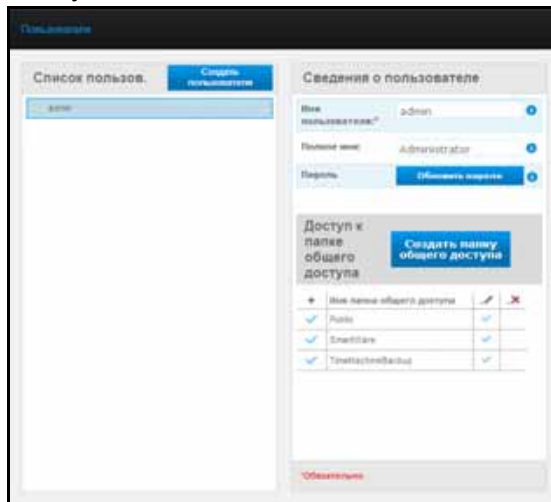 Пользователи
Список пользов.
Создать
пользователя
admin
Сведения о пользователе
Имя
пользователя:*
admin
Полное имя:
Administrator
Пароль
Обновить пароль
Доступ к
папке
общего
доступа
Создать папку
общего доступа
Имя папки общего доступа
Public
SmartWare
TimeMachineBackup
*Обязательно